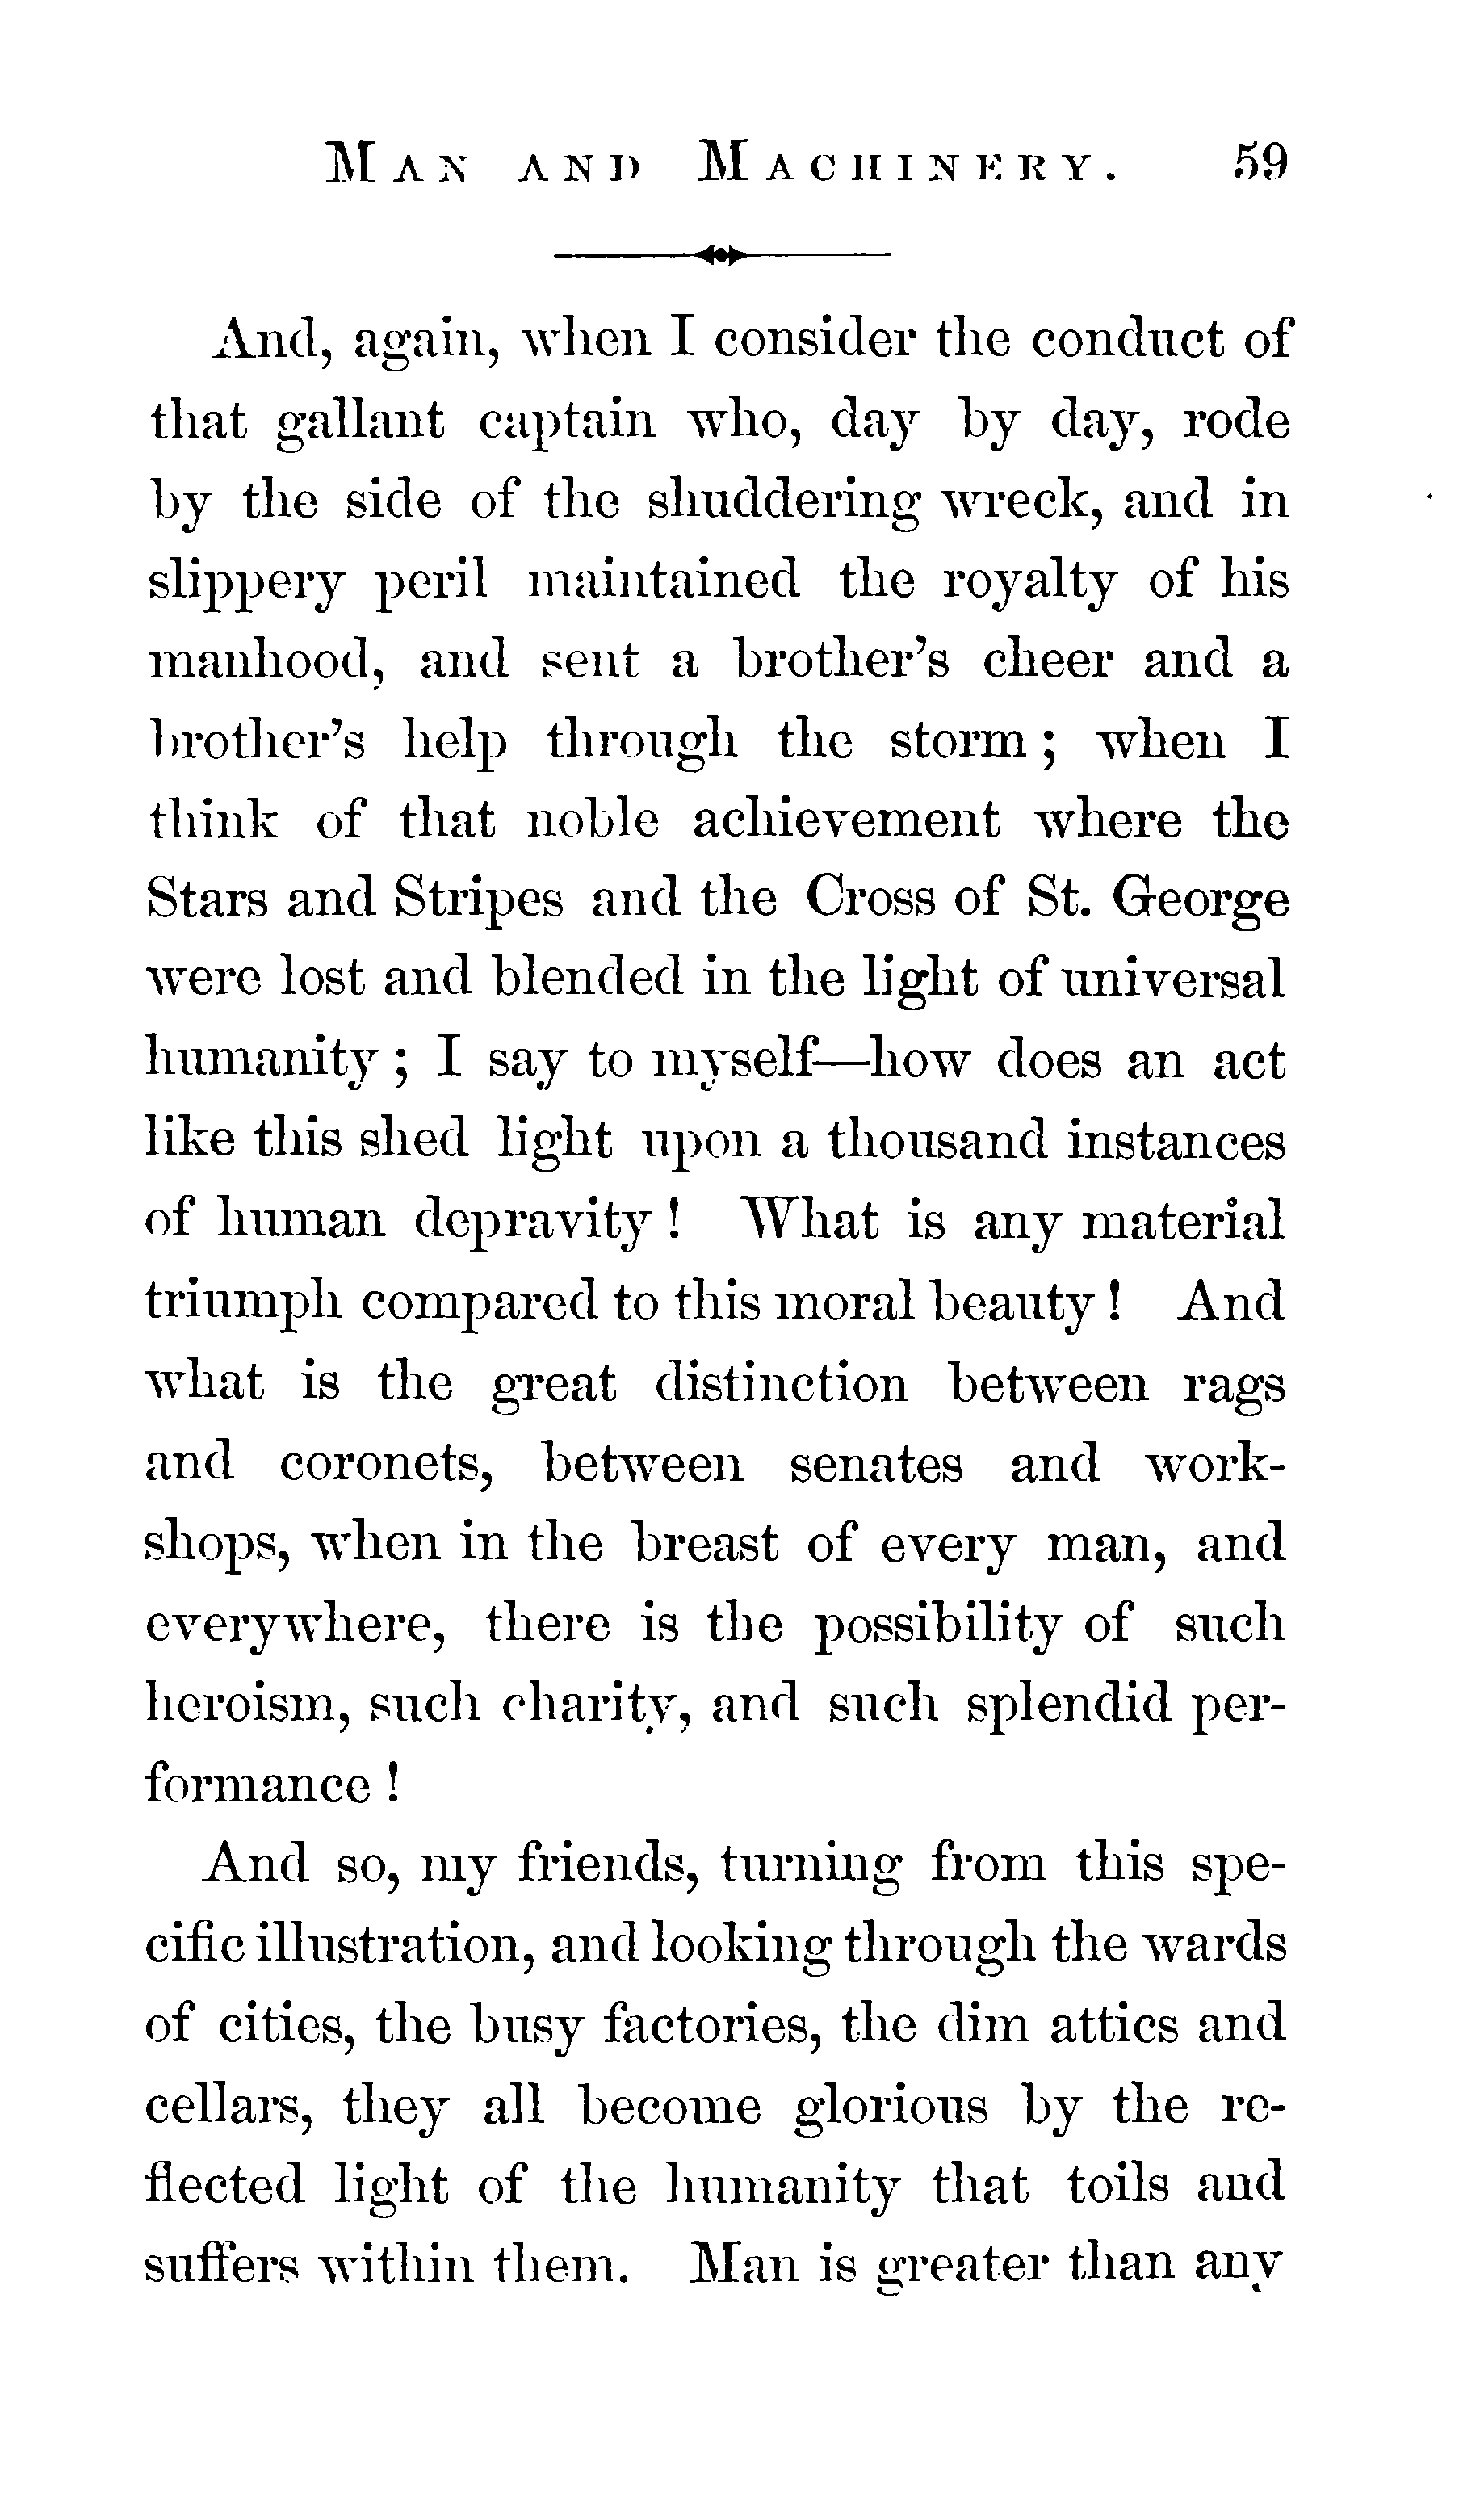 Man and Machinery. 59
And, again, when I consider the conduct of
that gallant captain who, day by day, rode
by the side of the shuddering wreck, and in
slippery peril maintained the royalty of his
manhood, and sent a brother's cheer and a
brother's help through the storm; when I
think of that noble achievement where the
Stars and Stripes and the Cross of St. George
were lost and blended in the light of universal
humanity; I say to myself—how does an act
like this shed light upon a thousand instances
of human depravity! What is any material
triumph compared to this moral beauty! And
what is the great distinction between rags
and coronets, between senates and work-
shops, when in the breast of every man, and
everywhere, there is the possibility of such
heroism, such charity, and such splendid per-
formance!
And so, my friends, turning from this spe-
cific illustration, and looking through the wards
of cities, the busy factories, the dim attics and
cellars, they all become glorious by the re-
flected light of the humanity that toils and
suffers within them. Man is greater than any